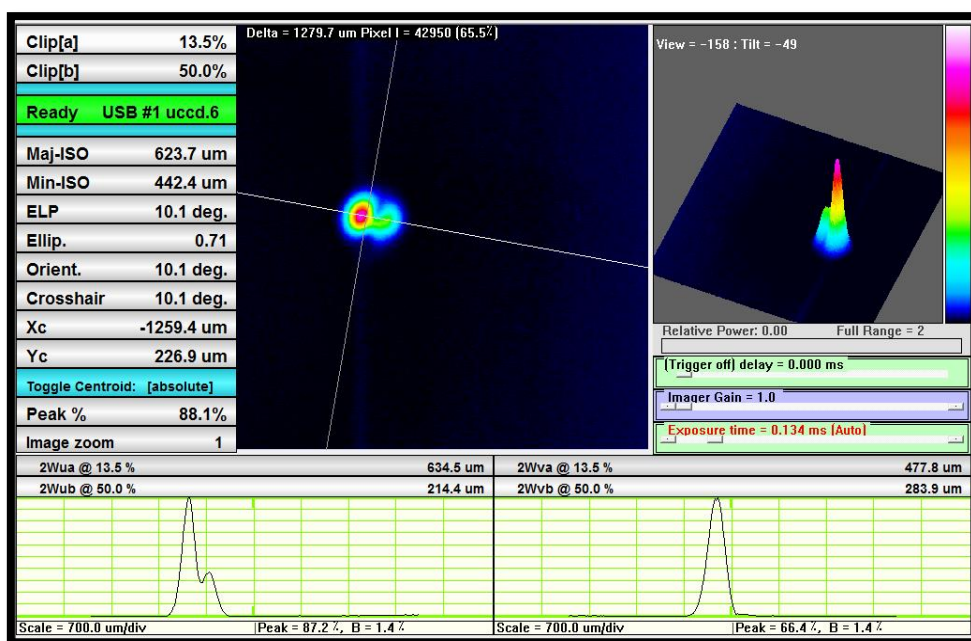 Clip[a] 13.5%
Clip[b] 50.0%
Ready USB #1 uccd.6
Maj-ISO 623.7 um
Min-ISO 442.4 um
ELP 10.1 deg.
Ellip. 0.71
Orient. 10.1 deg.
Crosshair 10.1 deg.
Xc -1259.4 um
Yc 226.9 um
Toggle Centroid: [absolute]
Peak % 88.1%
Image zoom 1
Delta = 1279.7 um Pixel I = 42950 (65.5%)
View = -158 : Tilt = -49
Relative Power: 0.00 Full Range = 2
(Trigger off) delay = 0.000 ms
Imager Gain = 1.0
Exposure time = 0.134 ms (Auto)
2Wua @ 13.5 % 634.5 um
2Wub @ 50.0 % 214.4 um
Scale = 700.0 um/div Peak = 87.2 %, B = 1.4 %
2Wva @ 13.5 % 477.8 um
2Wvb @ 50.0 % 283.9 um
Scale = 700.0 um/div Peak = 66.4 %, B = 1.4 %